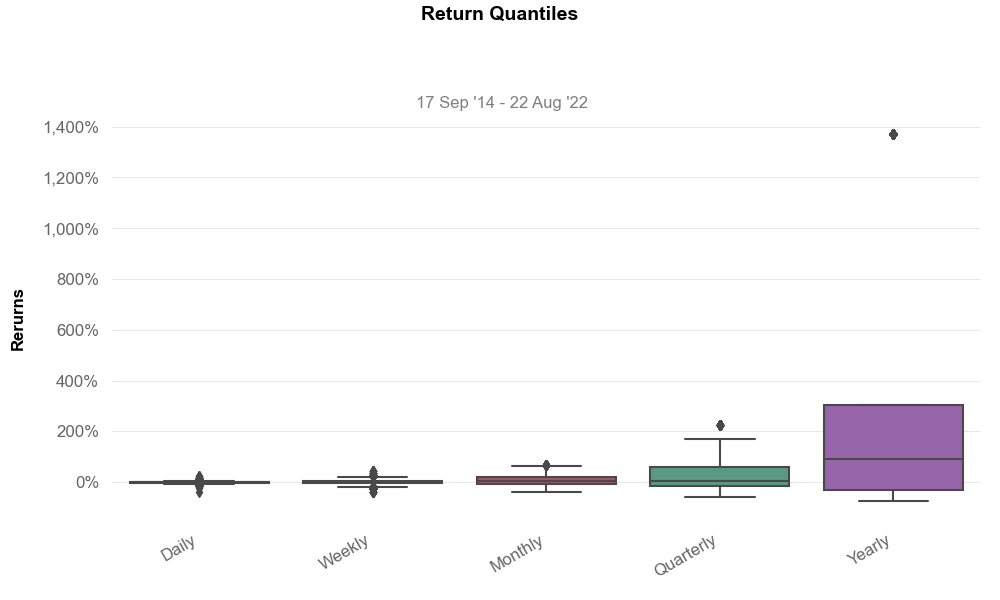 Return Quantiles
17 Sep '14 - 22 Aug '22
1,400%
1,200%
1,000%
800%
600%
400%
200%
0%
Rerurns
Daily
Weekly
Monthly
Quarterly
Yearly